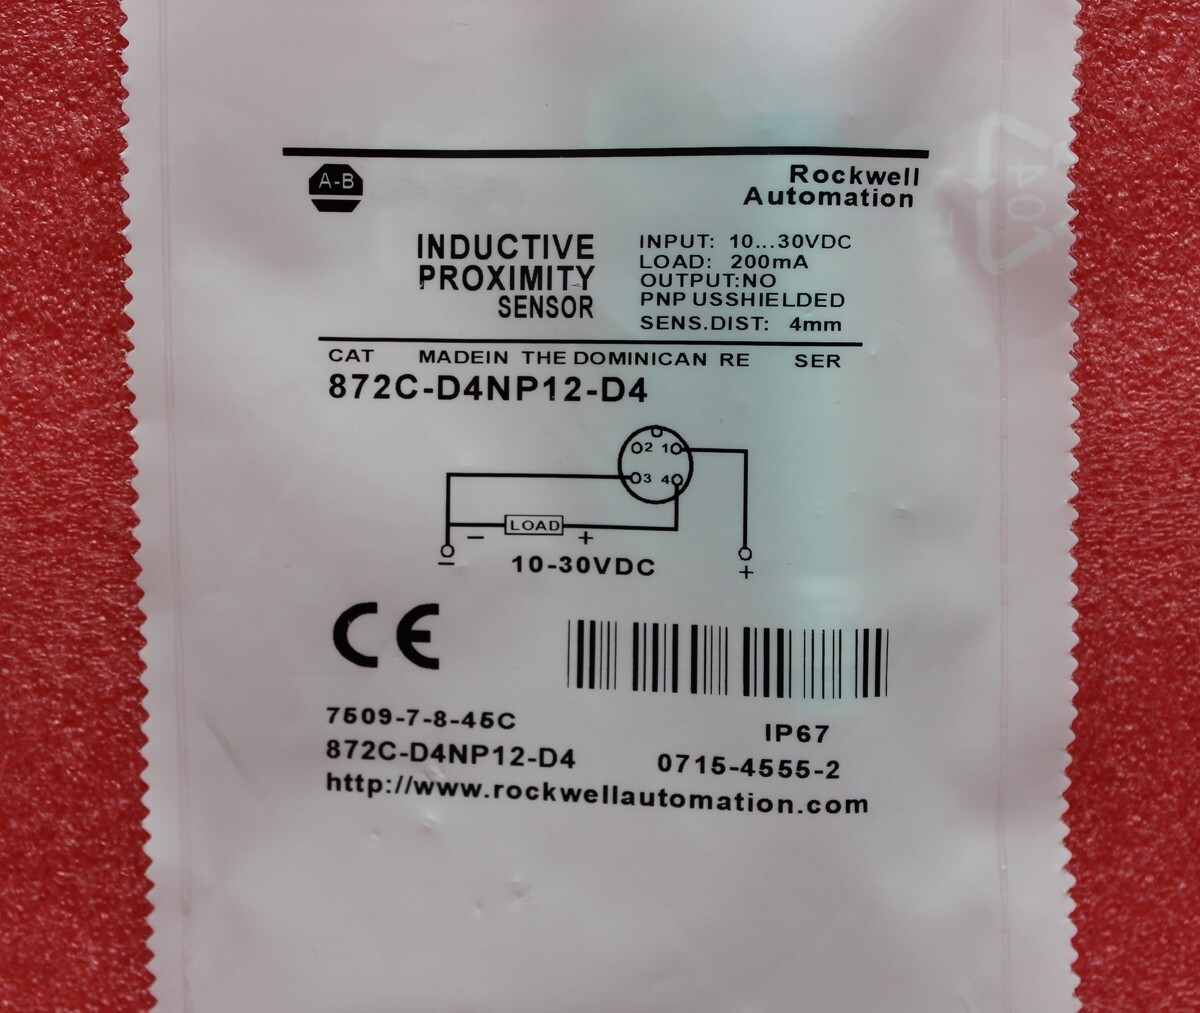 A-B
Rockwell
Automation
INDUCTIVE
PROXIMITY
SENSOR
INPUT: 10...30VDC
LOAD: 200mA
OUTPUT:NO
PNP USSHIELDED
SENS.DIST: 4mm
CAT MADEIN THE DOMINICAN RE SER
872C-D4NP12-D4
2 1
3 4
LOAD
- +
10-30VDC
- +
CE
7509-7-8-45C
IP67
872C-D4NP12-D4
0715-4555-2
http://www.rockwellautomation.com